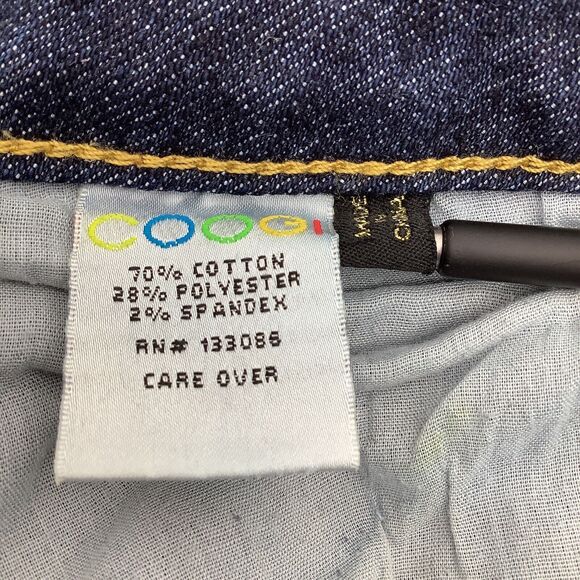 COOGI
70% COTTON
28% POLYESTER
2% SPANDEX
RN# 133086
CARE OVER
MADE
IN
CHINA